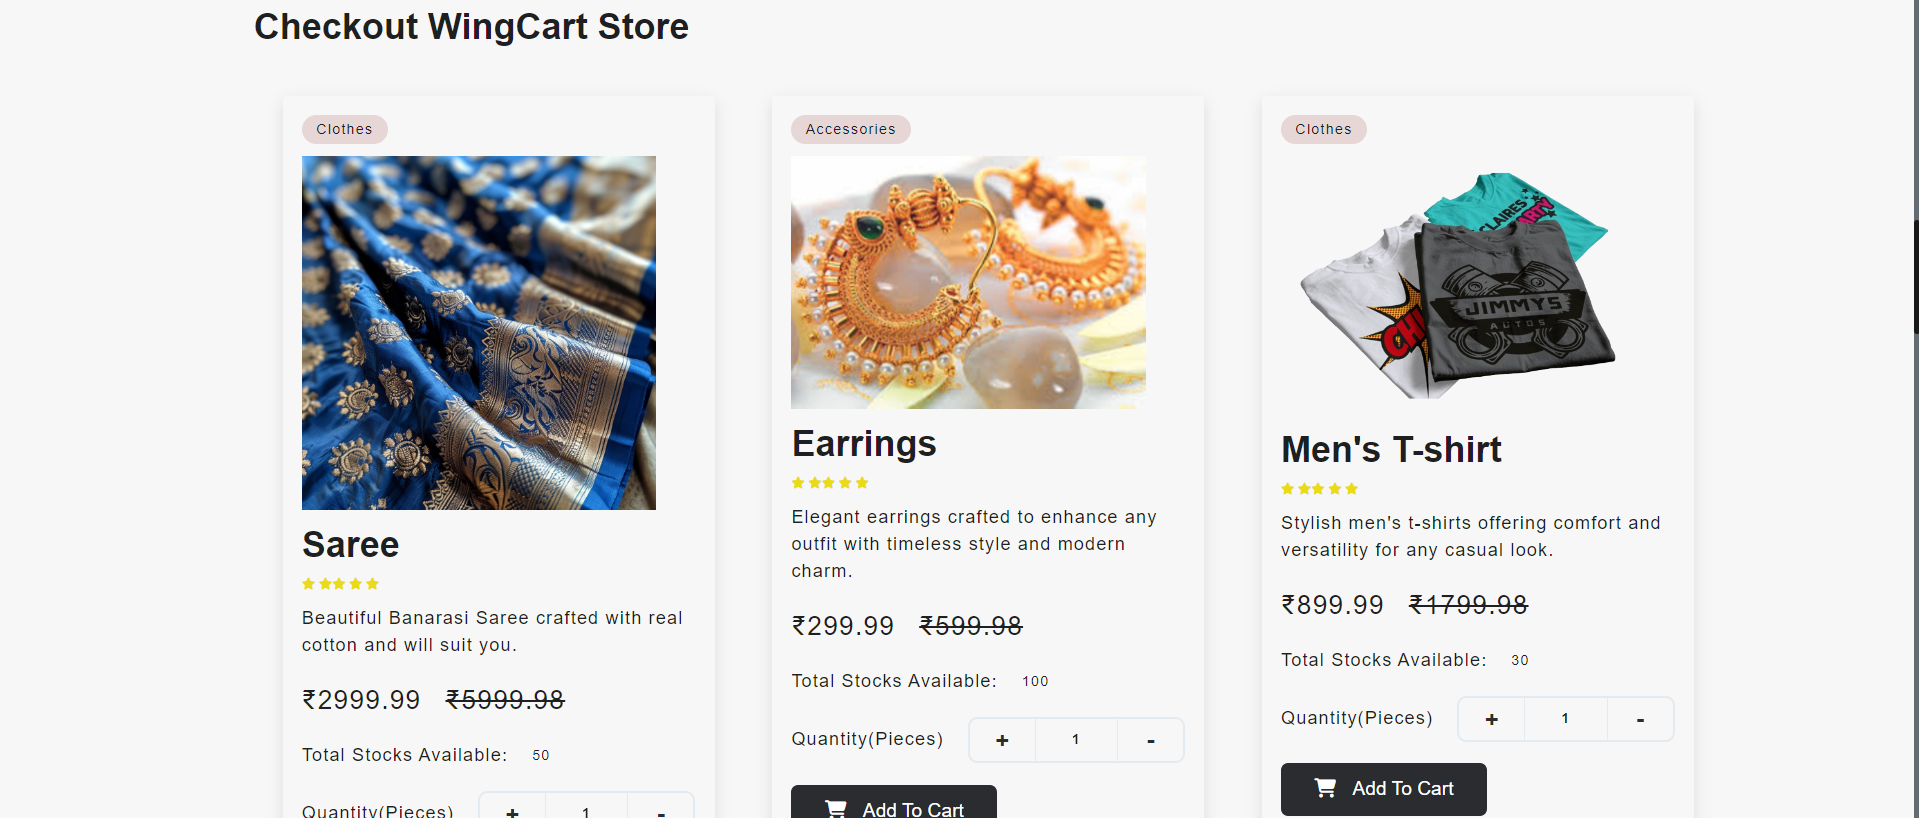 Checkout WingCart Store
Clothes
Saree
Beautiful Banarasi Saree crafted with real
cotton and will suit you.
₹2999.99 ₹5999.98
Total Stocks Available: 50
Quantity(Pieces) + 1 -
Accessories
Earrings
Elegant earrings crafted to enhance any
outfit with timeless style and modern
charm.
₹299.99 ₹599.98
Total Stocks Available: 100
Quantity(Pieces) + 1 -
Add To Cart
Clothes
CLAIRES
JIMMYS
AUTOS
Men's T-shirt
Stylish men's t-shirts offering comfort and
versatility for any casual look.
₹899.99 ₹1799.98
Total Stocks Available: 30
Quantity(Pieces) + 1 -
Add To Cart